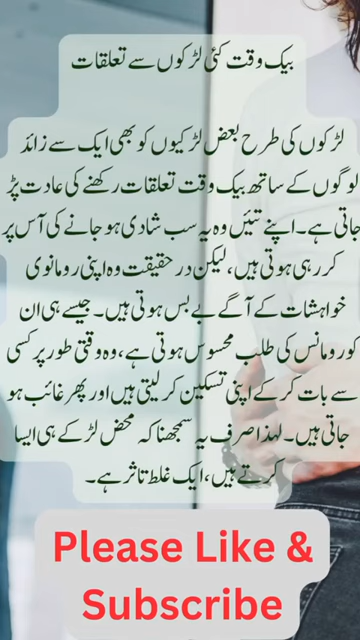 بیک وقت کئی لڑکوں سے تعلقات
لڑکوں کی طرح بعض لڑکیوں کو بھی ایک سے زائد
لوگوں کے ساتھ بیک وقت تعلقات رکھنے کی عادت پڑ
جاتی ہے۔ اپنے تئیں وہ یہ سب شادی ہو جانے کی آس پر
کر رہی ہوتی ہیں، لیکن در حقیقت وہ اپنی رومانوی
خواہشات کے آگے بے بس ہوتی ہیں۔ جیسے ہی ان
کو رومانس کی طلب محسوس ہوتی ہے، وہ وقتی طور پر کسی
سے بات کر کے اپنی تسکین کر لیتی ہیں اور پھر غائب ہو
جاتی ہیں۔ لہذا صرف یہ سمجھنا کہ محض لڑکے ہی ایسا
کرتے ہیں، ایک غلط تاثر ہے۔
Please Like &
Subscribe